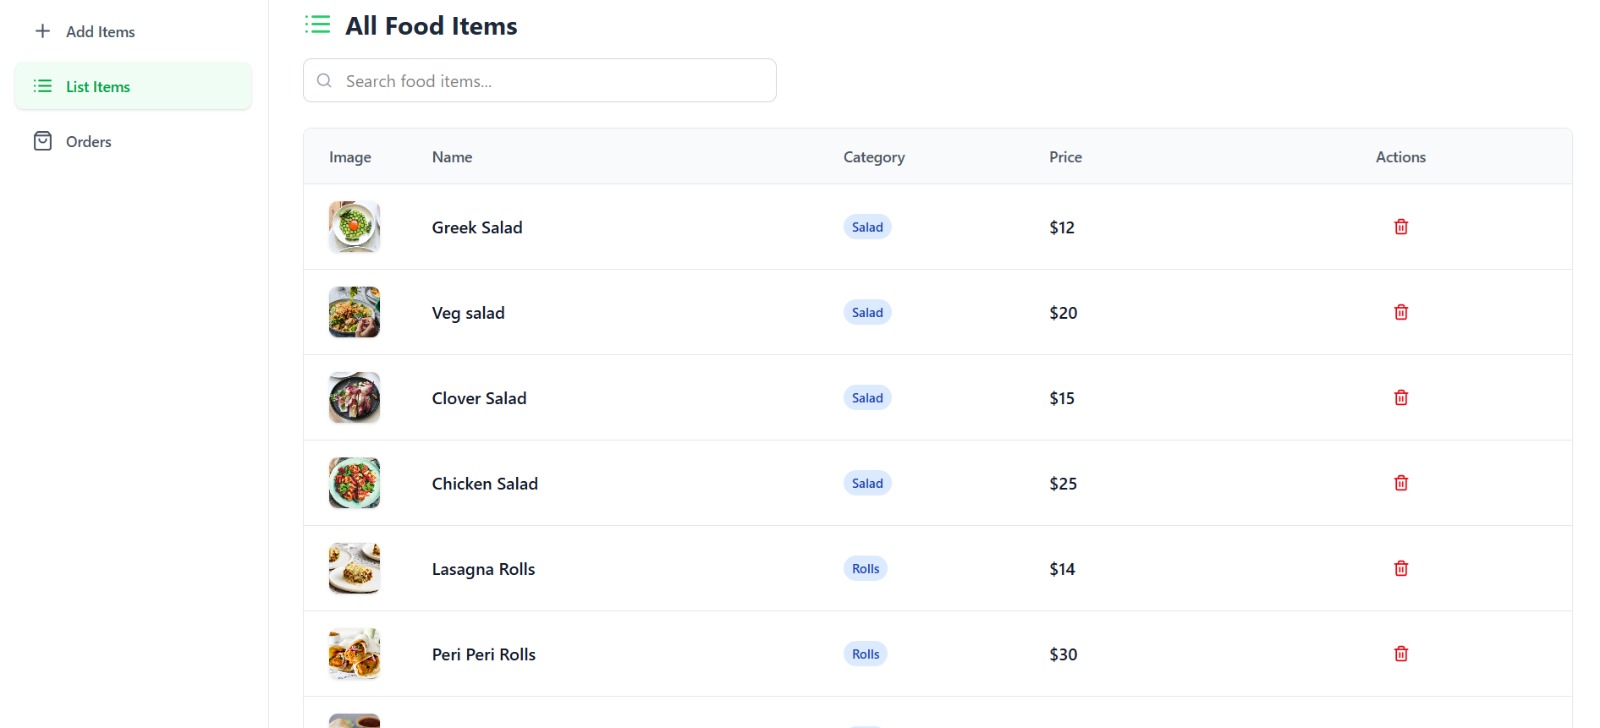 Add Items
List Items
Orders
All Food Items
Search food items...
Image Name Category Price Actions
Greek Salad Salad $12
Veg salad Salad $20
Clover Salad Salad $15
Chicken Salad Salad $25
Lasagna Rolls Rolls $14
Peri Peri Rolls Rolls $30